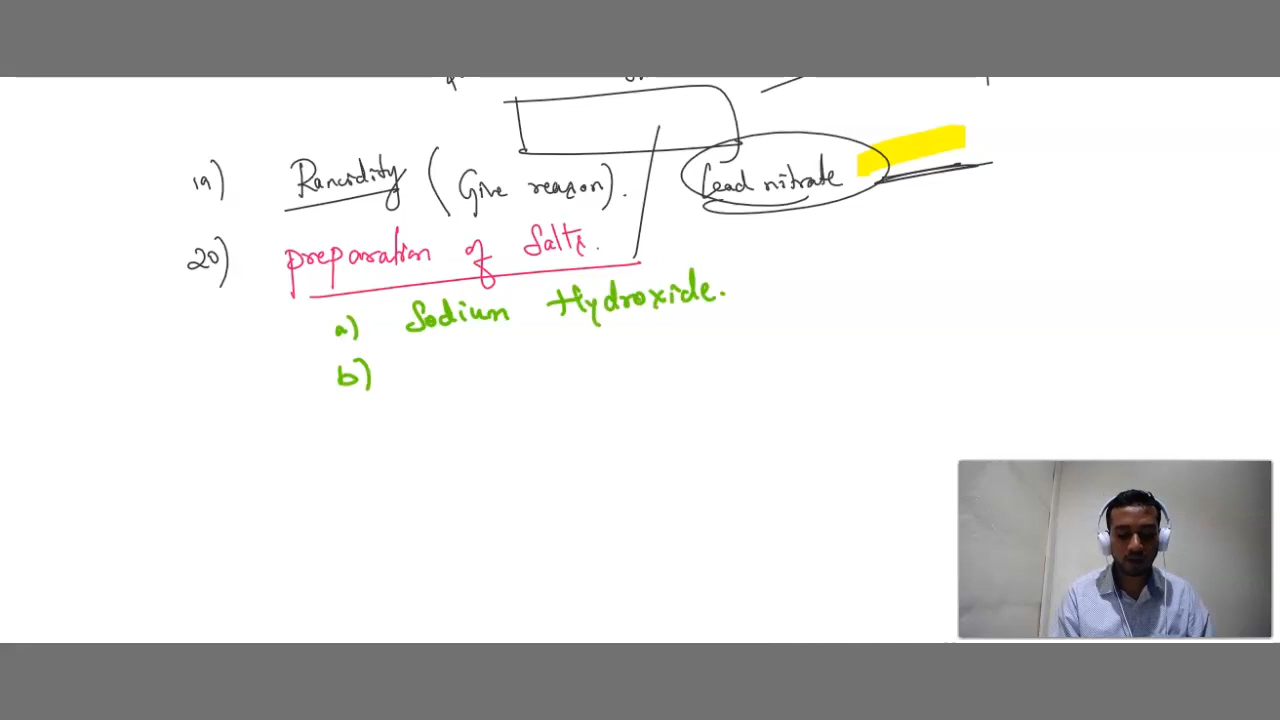 19) Rancidity (Give reason). Lead nitrate
20) preparation of Salts.
a) Sodium Hydroxide.
b)